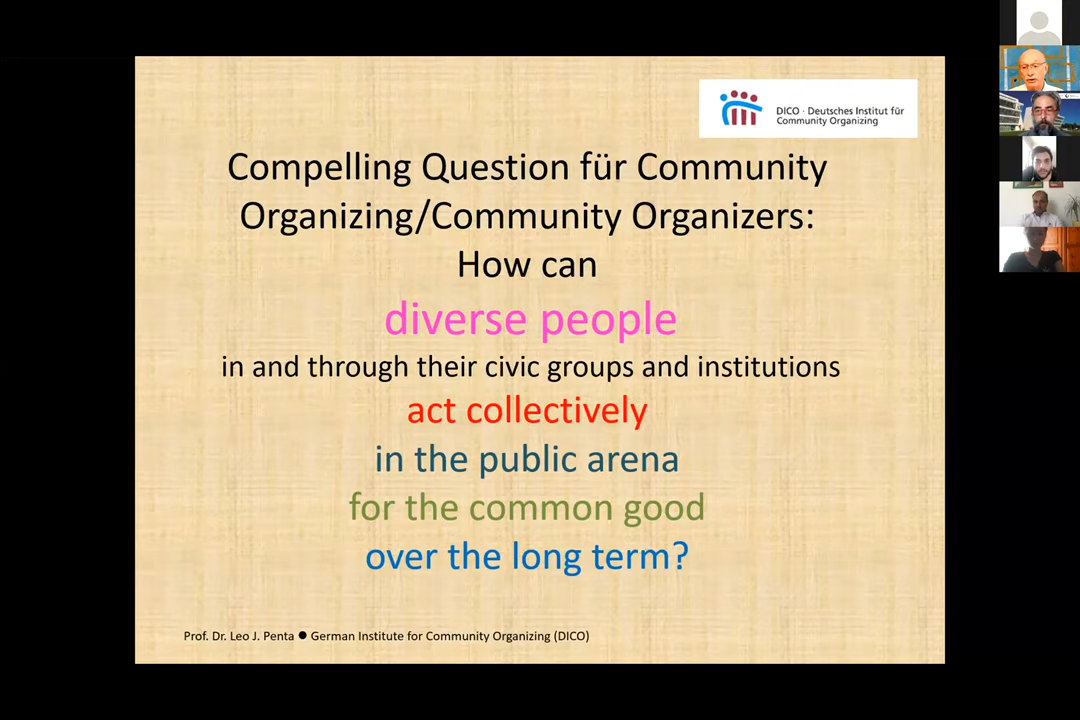 DICO · Deutsches Institut für
Community Organizing
Compelling Question für Community
Organizing/Community Organizers:
How can
diverse people
in and through their civic groups and institutions
act collectively
in the public arena
for the common good
over the long term?
Prof. Dr. Leo J. Penta ● German Institute for Community Organizing (DICO)